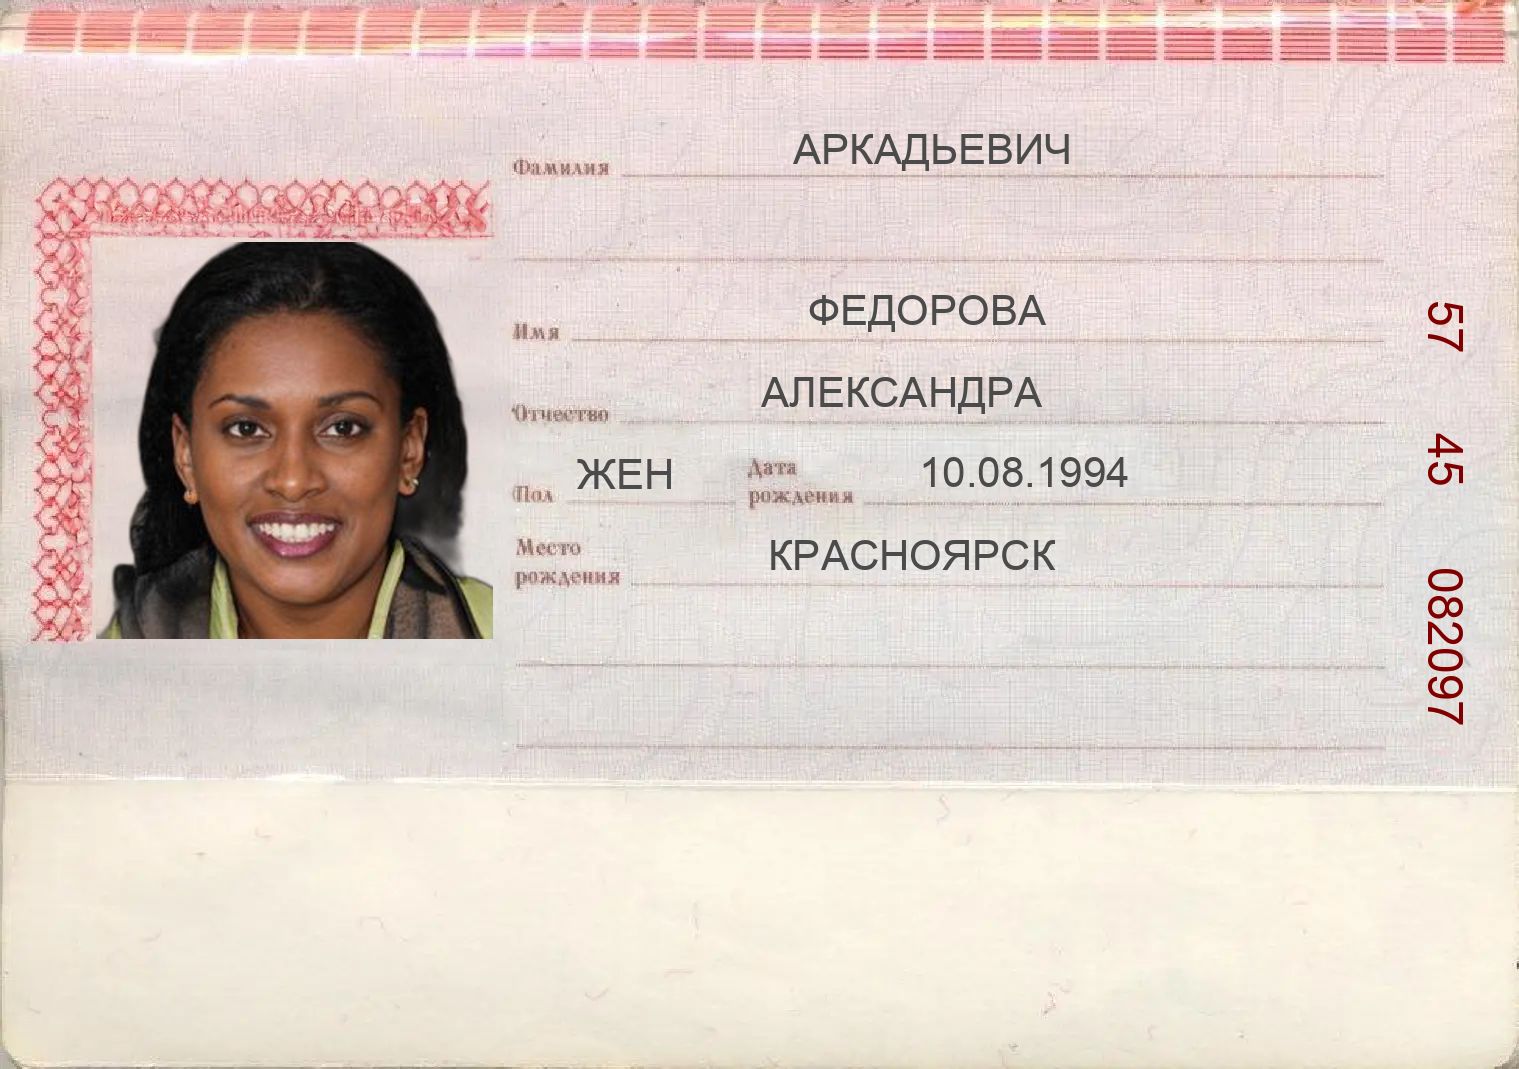 Фамилия АРКАДЬЕВИЧ
Имя ФЕДОРОВА
Отчество АЛЕКСАНДРА
Пол ЖЕН Дата рождения 10.08.1994
Место рождения КРАСНОЯРСК
57 45 082097